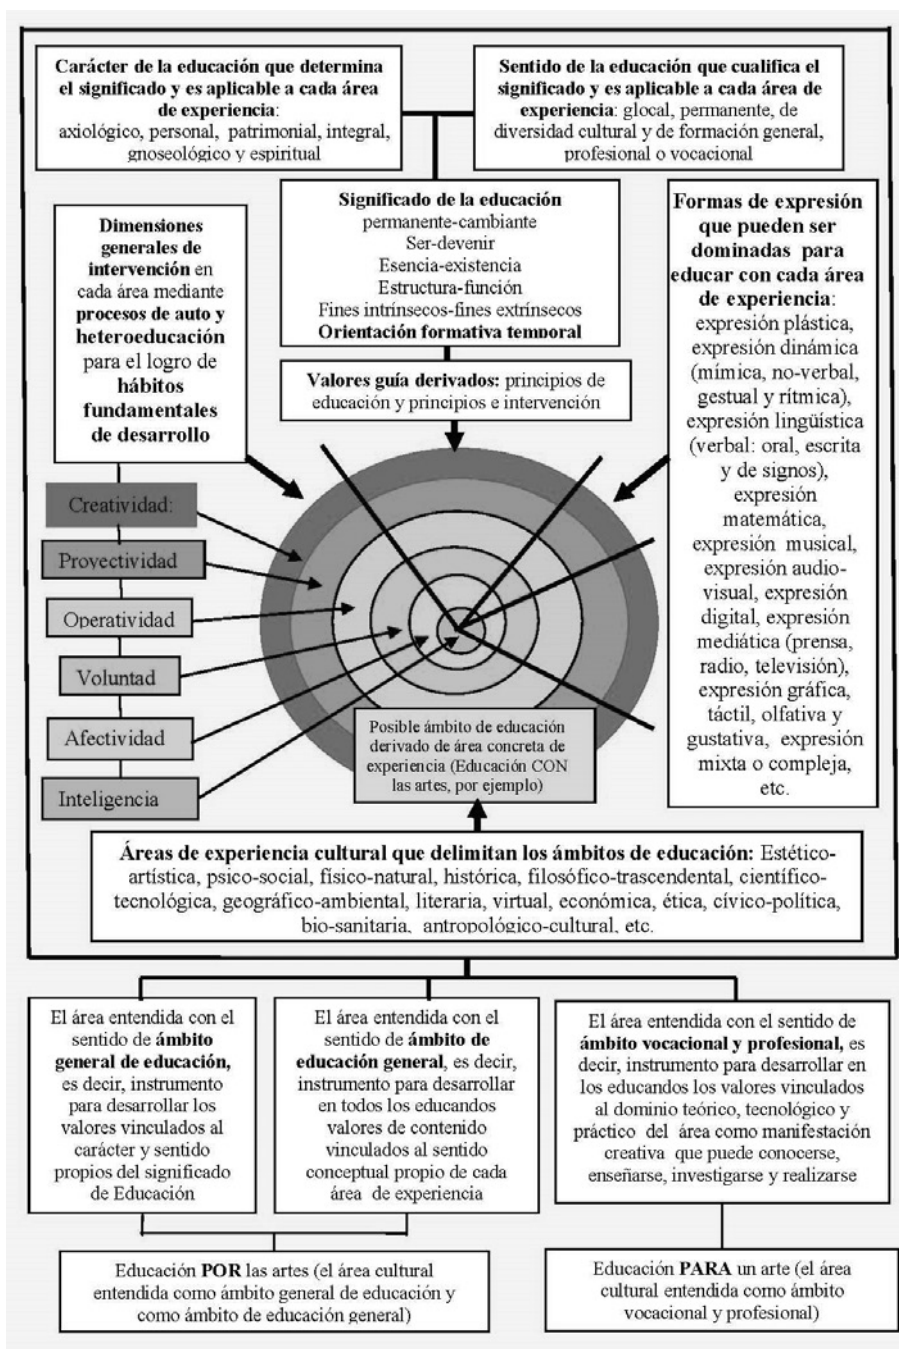 Carácter de la educación que determina
el significado y es aplicable a cada área
de experiencia:
axiológico, personal, patrimonial, integral,
gnoseológico y espiritual
Sentido de la educación que cualifica el
significado y es aplicable a cada área de
experiencia: glocal, permanente, de
diversidad cultural y de formación general,
profesional o vocacional
Significado de la educación
permanente-cambiante
Ser-devenir
Esencia-existencia
Estructura-función
Fines intrínsecos-fines extrínsecos
Orientación formativa temporal
Dimensiones
generales de
intervención en
cada área mediante
procesos de auto y
heteroeducación
para el logro de
hábitos
fundamentales
de desarrollo
Valores guía derivados: principios de
educación y principios e intervención
Formas de expresión
que pueden ser
dominadas para
educar con cada área
de experiencia:
expresión plástica,
expresión dinámica
(mímica, no-verbal,
gestual y rítmica),
expresión lingüística
(verbal: oral, escrita
y de signos),
expresión
matemática,
expresión musical,
expresión audio-
visual, expresión
digital, expresión
mediática (prensa,
radio, televisión),
expresión gráfica,
táctil, olfativa y
gustativa, expresión
mixta o compleja,
etc.
Creatividad:
Proyectividad
Operatividad
Voluntad
Afectividad
Inteligencia
Posible ámbito de educación
derivado de área concreta de
experiencia (Educación CON
las artes, por ejemplo)
Áreas de experiencia cultural que delimitan los ámbitos de educación: Estético-
artística, psico-social, físico-natural, histórica, filosófico-trascendental, científico-
tecnológica, geográfico-ambiental, literaria, virtual, económica, ética, cívico-política,
bio-sanitaria, antropológico-cultural, etc.
El área entendida con el
sentido de ámbito
general de educación,
es decir, instrumento
para desarrollar los
valores vinculados al
carácter y sentido
propios del significado
de Educación
El área entendida con el
sentido de ámbito de
educación general, es decir,
instrumento para desarrollar
en todos los educandos
valores de contenido
vinculados al sentido
conceptual propio de cada
área de experiencia
El área entendida con el sentido de
ámbito vocacional y profesional, es
decir, instrumento para desarrollar en
los educandos los valores vinculados
al dominio teórico, tecnológico y
práctico del área como manifestación
creativa que puede conocerse,
enseñarse, investigarse y realizarse
Educación POR las artes (el área cultural
entendida como ámbito general de educación y
como ámbito de educación general)
Educación PARA un arte (el área
cultural entendida como ámbito
vocacional y profesional)